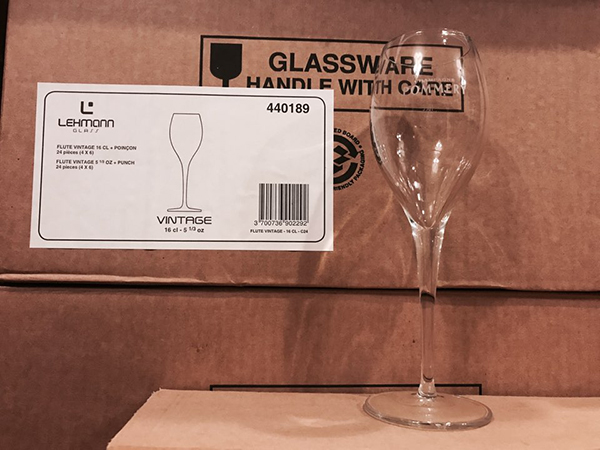 GLASSWARE
HANDLE WITH CARE
LEHMANN
GLASS
440189
FLUTE VINTAGE 16 CL + POINÇON
24 pièces (4 X 6)
FLUTE VINTAGE 5 1/3 OZ + PUNCH
24 pieces (4 X 6)
VINTAGE
16 cl - 5 1/3 oz
3 700736 902292
FLUTE VINTAGE - 16 CL - C24